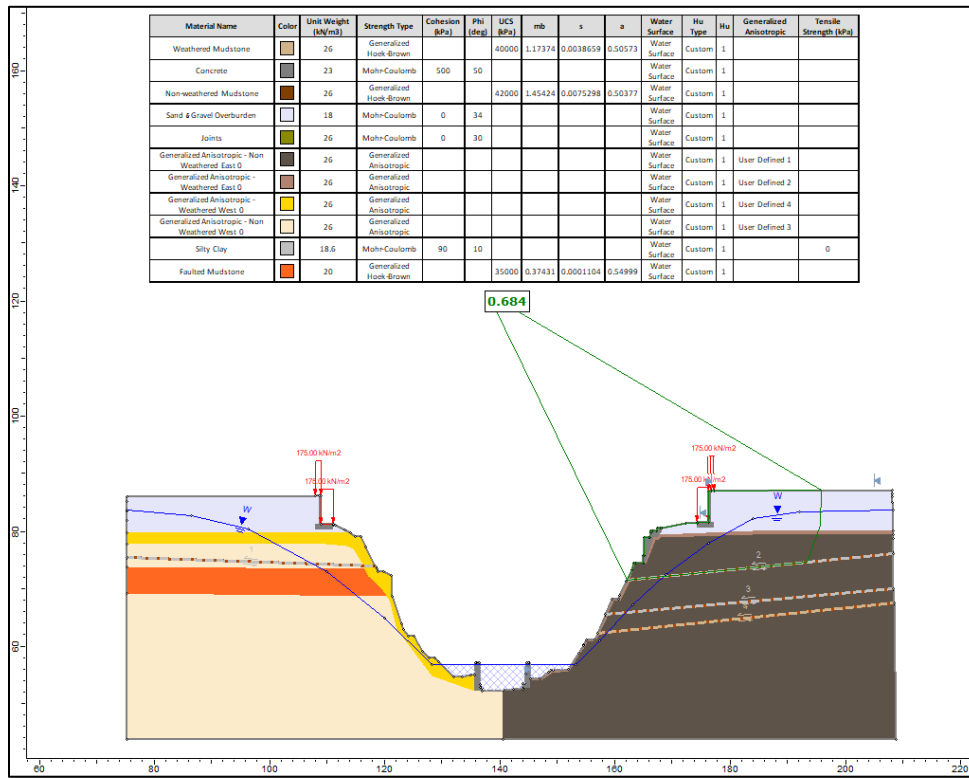 Material Name Color Unit Weight (kN/m3) Strength Type Cohesion (kPa) Phi (deg) UCS (kPa) mb s a Water Surface Hu Type Hu Generalized Anisotropic Tensile Strength (kPa)
Weathered Mudstone 26 Generalized Hoek-Brown 40000 1.17374 0.0038659 0.50573 Water Surface Custom 1
Concrete 23 Mohr-Coulomb 500 50 Water Surface Custom 1
Non-weathered Mudstone 26 Generalized Hoek-Brown 42000 1.45424 0.0075298 0.50377 Water Surface Custom 1
Sand & Gravel Overburden 18 Mohr-Coulomb 0 34 Water Surface Custom 1
Joints 26 Mohr-Coulomb 0 30 Water Surface Custom 1
Generalized Anisotropic - Non Weathered East 0 26 Generalized Anisotropic Water Surface Custom 1 User Defined 1
Generalized Anisotropic - Weathered East 0 26 Generalized Anisotropic Water Surface Custom 1 User Defined 2
Generalized Anisotropic - Weathered West 0 26 Generalized Anisotropic Water Surface Custom 1 User Defined 4
Generalized Anisotropic - Non Weathered West 0 26 Generalized Anisotropic Water Surface Custom 1 User Defined 3
Silty Clay 18.6 Mohr-Coulomb 90 10 Water Surface Custom 1 0
Faulted Mudstone 20 Generalized Hoek-Brown 35000 0.37431 0.0001104 0.54999 Water Surface Custom 1
0.684
175.00 kN/m2
175.00 kN/m2
175.00 kN/m2
175.00 kN/m2
W
W
1
2
3
4
160
140
120
100
80
60
60 80 100 120 140 160 180 200 220